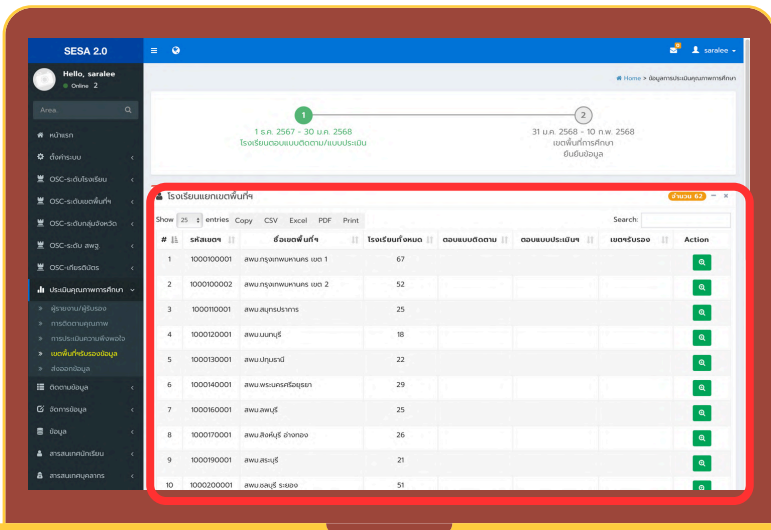 SESA 2.0
saralee
Hello, saralee
Online 2
Home > ข้อมูลการประเมินคุณภาพการศึกษา
Area
1
2
1 ธ.ค. 2567 - 30 ม.ค. 2568
31 ม.ค. 2568 - 10 ก.พ. 2568
โรงเรียนตอบแบบติดตาม/แบบประเมิน
เขตพื้นที่การศึกษา
ยืนยันข้อมูล
หน้าแรก
ตั้งค่าระบบ
OSC-ระดับโรงเรียน
OSC-ระดับเขตพื้นที่ฯ
OSC-ระดับกลุ่มจังหวัด
OSC-ระดับ สพฐ.
OSC-เกียรติบัตร
ประเมินคุณภาพการศึกษา
ผู้รายงาน/ผู้รับรอง
การติดตามคุณภาพ
การประเมินความพึงพอใจ
เขตพื้นที่ฯรับรองข้อมูล
ส่งออกข้อมูล
ติดตามข้อมูล
จัดการข้อมูล
ข้อมูล
สารสนเทศนักเรียน
สารสนเทศบุคลากร
โรงเรียนแยกเขตพื้นที่ฯ
จำนวน 62
Show 25 entries Copy CSV Excel PDF Print Search:
# รหัสเขตฯ ชื่อเขตพื้นที่ฯ โรงเรียนทั้งหมด ตอบแบบติดตาม ตอบแบบประเมินฯ เขตฯรับรอง Action
1 1000100001 สพม.กรุงเทพมหานคร เขต 1 67
2 1000100002 สพม.กรุงเทพมหานคร เขต 2 52
3 1000110001 สพม.สมุทรปราการ 25
4 1000120001 สพม.นนทบุรี 18
5 1000130001 สพม.ปทุมธานี 22
6 1000140001 สพม.พระนครศรีอยุธยา 29
7 1000160001 สพม.ลพบุรี 25
8 1000170001 สพม.สิงห์บุรี อ่างทอง 26
9 1000190001 สพม.สระบุรี 21
10 1000200001 สพม.ชลบุรี ระยอง 51